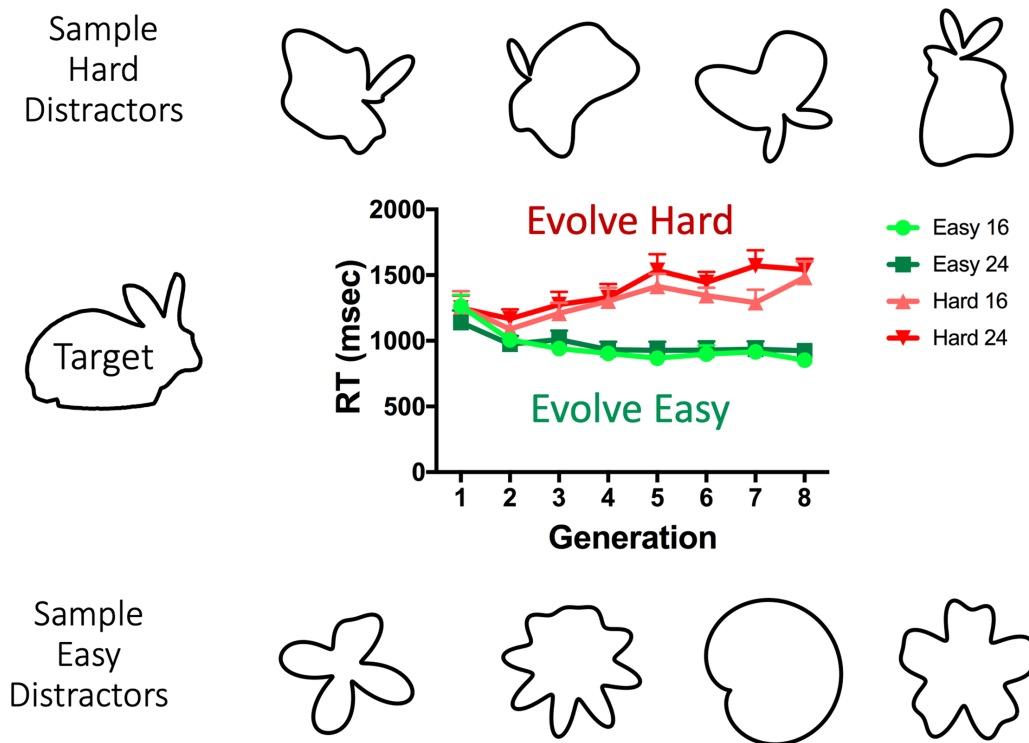 Sample
Hard
Distractors
2000
1500
1000
500
0
RT (msec)
Evolve Hard
Evolve Easy
Easy 16
Easy 24
Hard 16
Hard 24
Target
1 2 3 4 5 6 7 8
Generation
Sample
Easy
Distractors